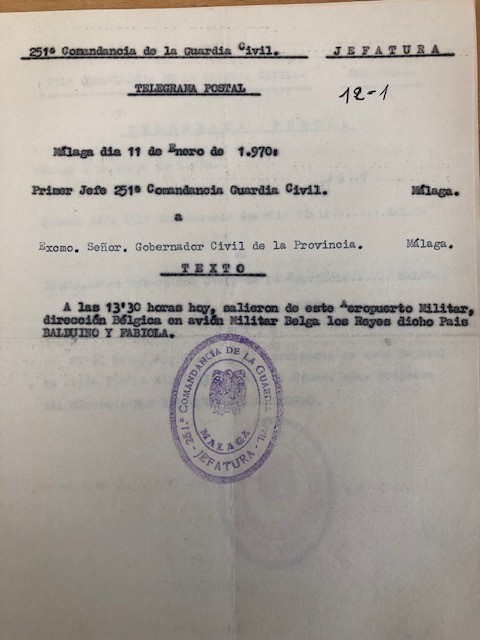 251ª Comandancia de la Guardia Civil. JEFATURA
TELEGRAMA POSTAL
12-1
Málaga día 11 de Enero de 1.970:
Primer Jefe 251ª Comandancia Guardia Civil. Málaga.
a
Excmo. Señor. Gobernador Civil de la Provincia. Málaga.
TEXTO
A las 13'30 horas hoy, salieron de este Aeropuerto Militar,
dirección Bélgica en avión Militar Belga los Reyes dicho Pais
BALDUINO Y FABIOLA.
251.ª COMANDANCIA DE LA GUARDIA CIVIL
MALAGA
- JEFATURA -